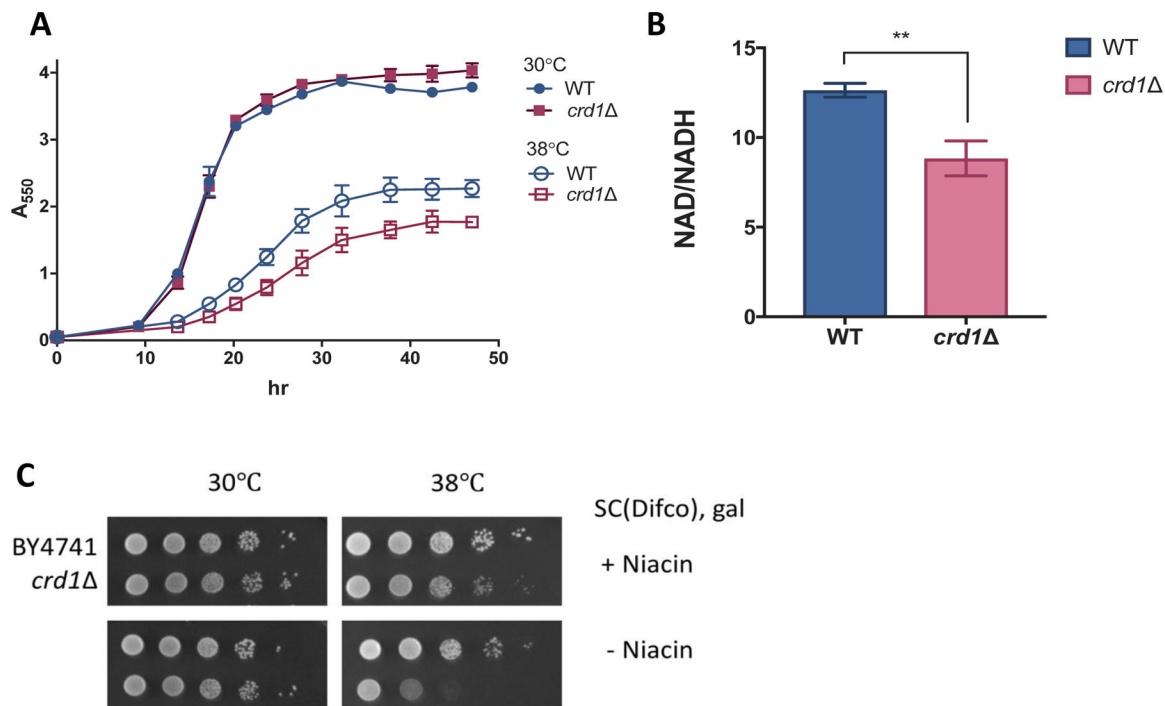 A
4
3
2
1
0
A550
0 10 20 30 40 50
hr
30°C
WT
crd1Δ
38°C
WT
crd1Δ
B
**
15
10
5
0
NAD/NADH
WT crd1Δ
WT
crd1Δ
C
30°C 38°C
SC(Difco), gal
BY4741
crd1Δ
+ Niacin
- Niacin